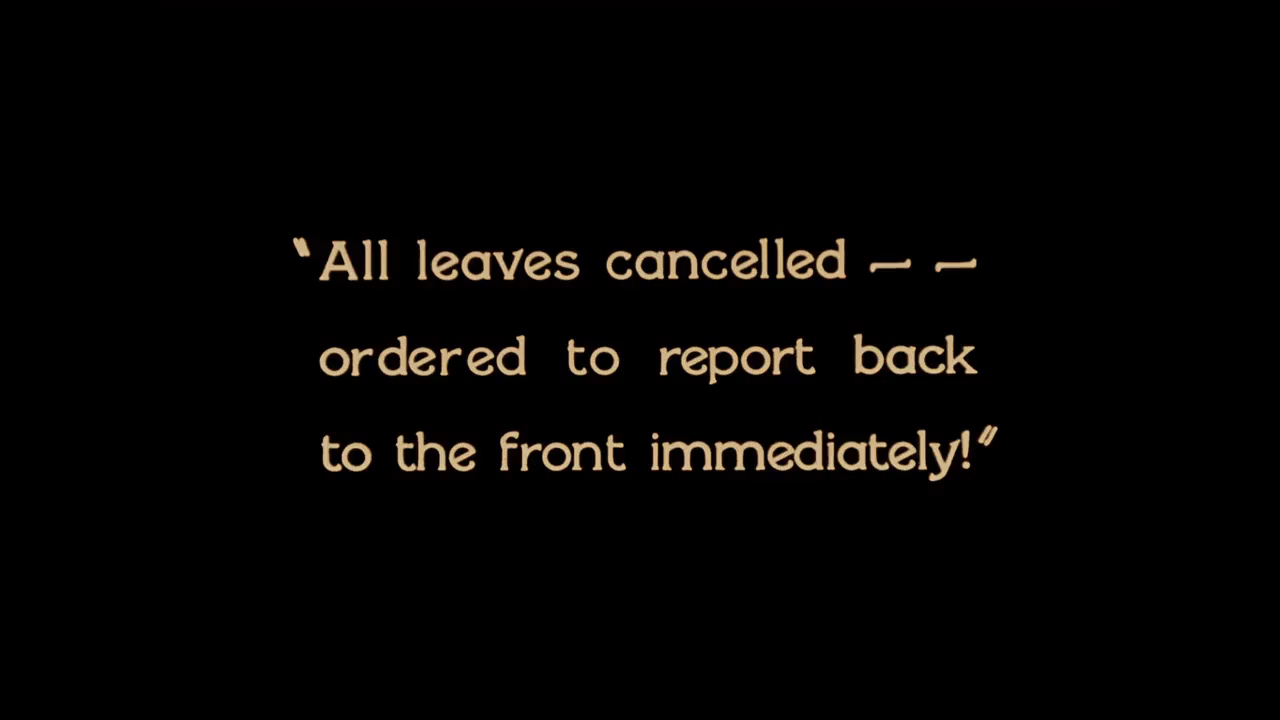 “All leaves cancelled — —
ordered to report back
to the front immediately!”